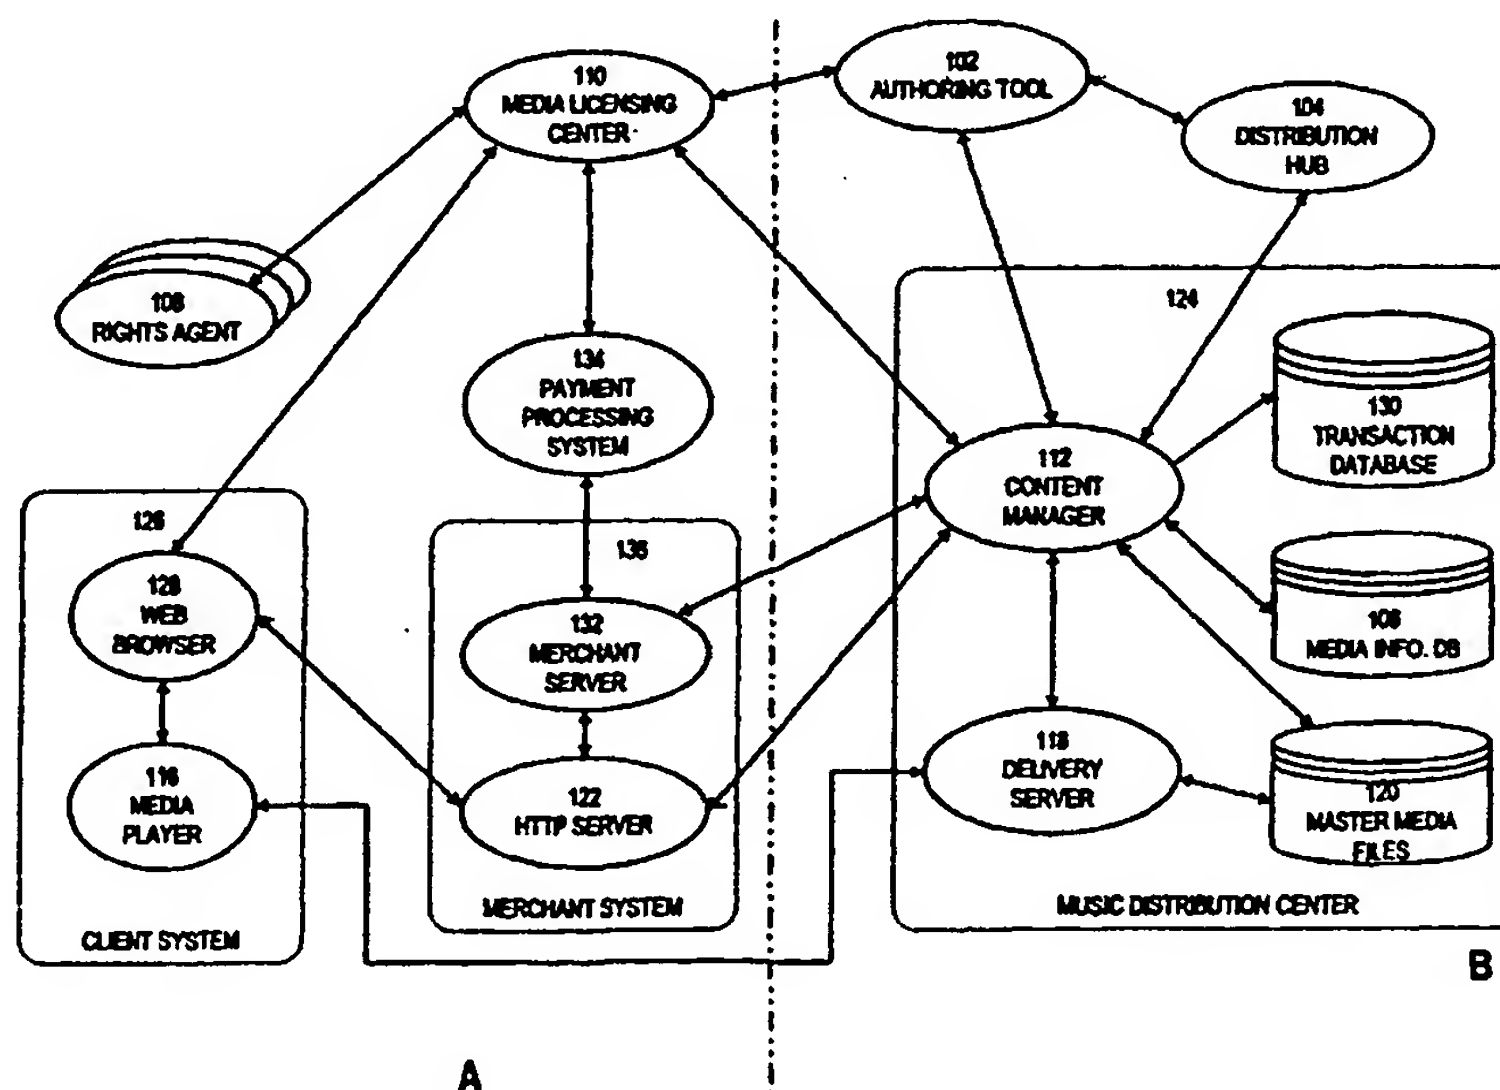 110
MEDIA LICENSING
CENTER
102
AUTHORING TOOL
104
DISTRIBUTION
HUB
108
RIGHTS AGENT
124
134
PAYMENT
PROCESSING
SYSTEM
130
TRANSACTION
DATABASE
112
CONTENT
MANAGER
126
136
128
WEB
BROWSER
132
MERCHANT
SERVER
106
MEDIA INFO. DB
116
MEDIA
PLAYER
122
HTTP SERVER
118
DELIVERY
SERVER
120
MASTER MEDIA
FILES
MERCHANT SYSTEM
MUSIC DISTRIBUTION CENTER
CLIENT SYSTEM
B
A